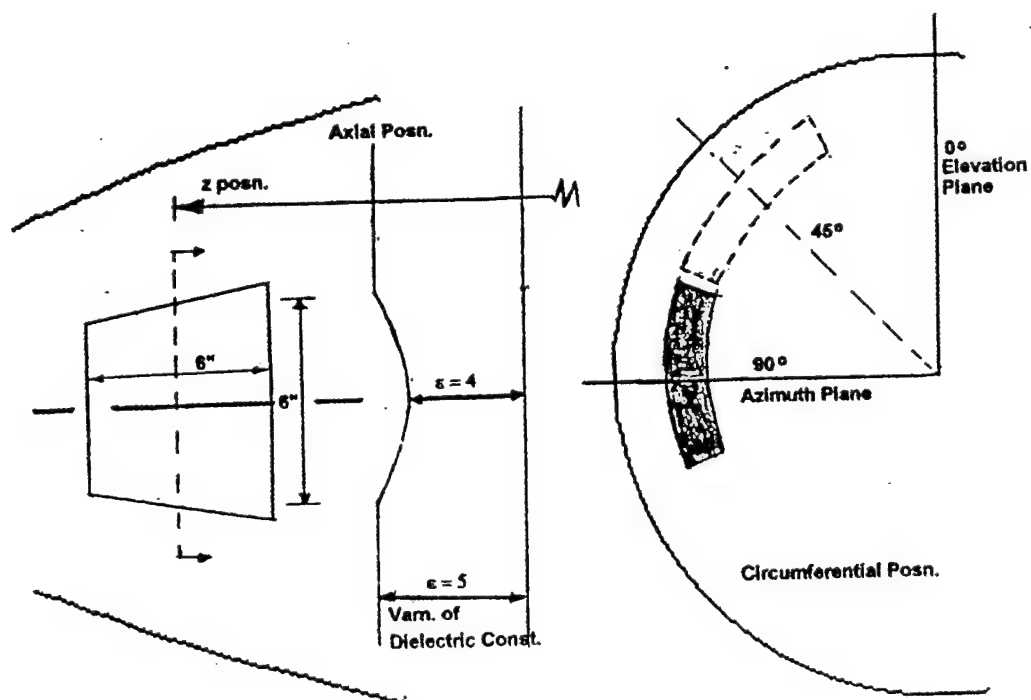 Axial Posn.
z posn.
6"
6"
ε = 4
ε = 5
Varn. of
Dielectric Const.
0°
Elevation
Plane
45°
90°
Azimuth Plane
Circumferential Posn.